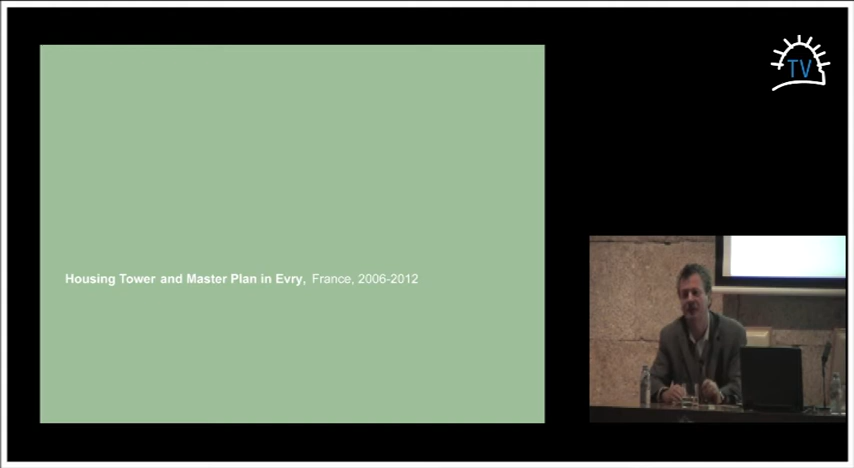 TV
Housing Tower and Master Plan in Evry, France, 2006-2012